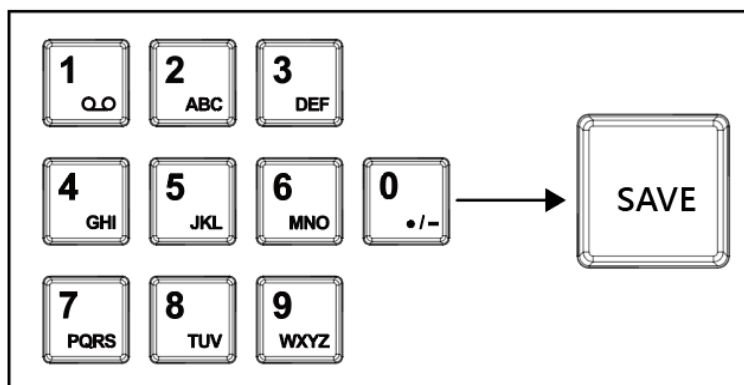 1 2 ABC 3 DEF
4 GHI 5 JKL 6 MNO 0 •/–
7 PQRS 8 TUV 9 WXYZ
SAVE